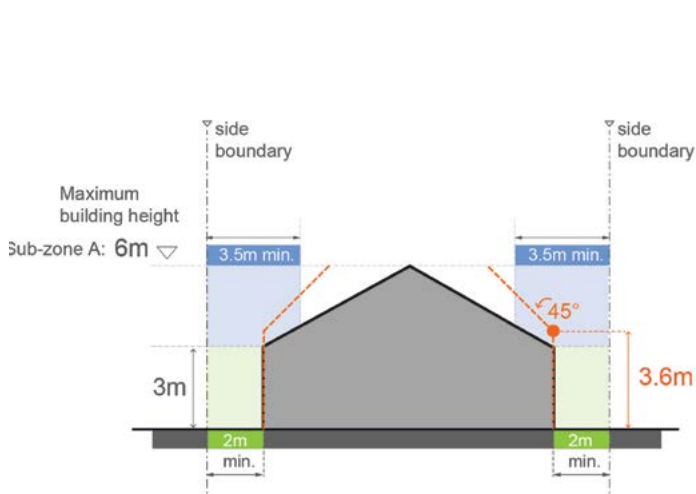 side
boundary
side
boundary
Maximum
building height
Sub-zone A: 6m
3.5m min.
3.5m min.
45°
3m
3.6m
2m
min.
2m
min.